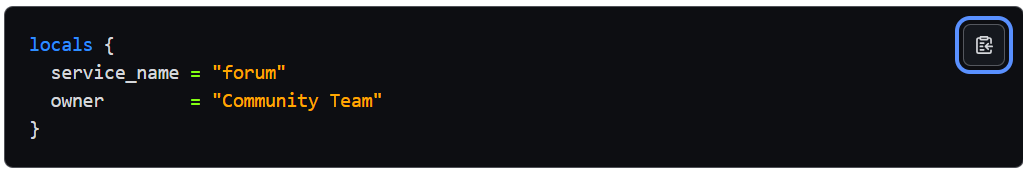 locals {
  service_name = "forum"
  owner        = "Community Team"
}